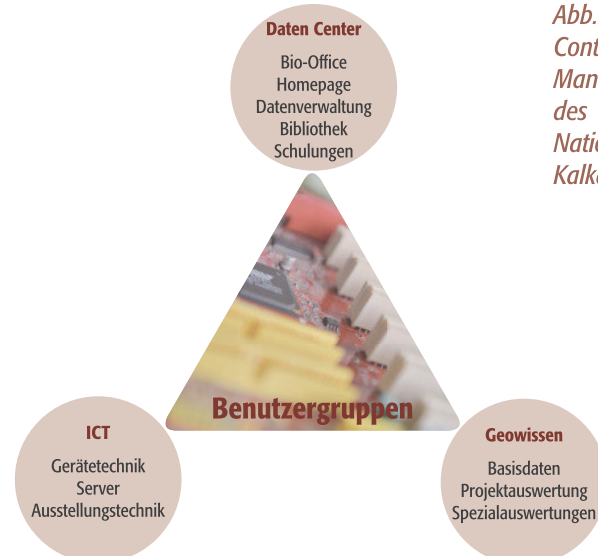 Daten Center
Bio-Office
Homepage
Datenverwaltung
Bibliothek
Schulungen
Abb.
des
Benutzergruppen
ICT
Gerätetechnik
Server
Ausstellungstechnik
Geowissen
Basisdaten
Projektauswertung
Spezialauswertungen